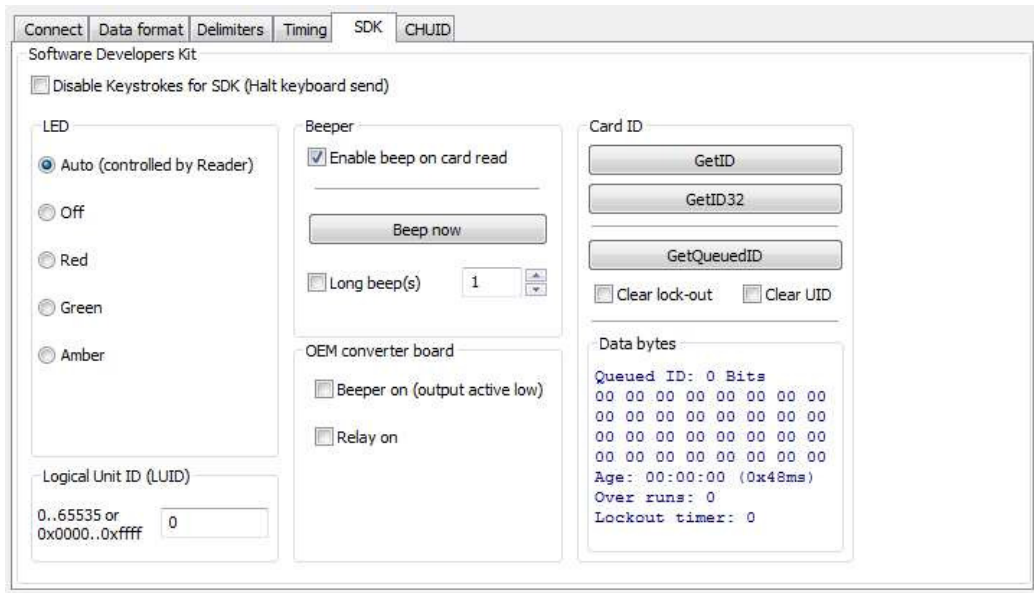 Connect Data format Delimiters Timing SDK CHUID
Software Developers Kit
Disable Keystrokes for SDK (Halt keyboard send)
LED
Auto (controlled by Reader)
Off
Red
Green
Amber
Logical Unit ID (LUID)
0..65535 or
0x0000..0xffff
0
Beeper
Enable beep on card read
Beep now
Long beep(s) 1
OEM converter board
Beeper on (output active low)
Relay on
Card ID
GetID
GetID32
GetQueuedID
Clear lock-out Clear UID
Data bytes
Queued ID: 0 Bits
00 00 00 00 00 00 00 00
00 00 00 00 00 00 00 00
00 00 00 00 00 00 00 00
00 00 00 00 00 00 00 00
Age: 00:00:00 (0x48ms)
Over runs: 0
Lockout timer: 0